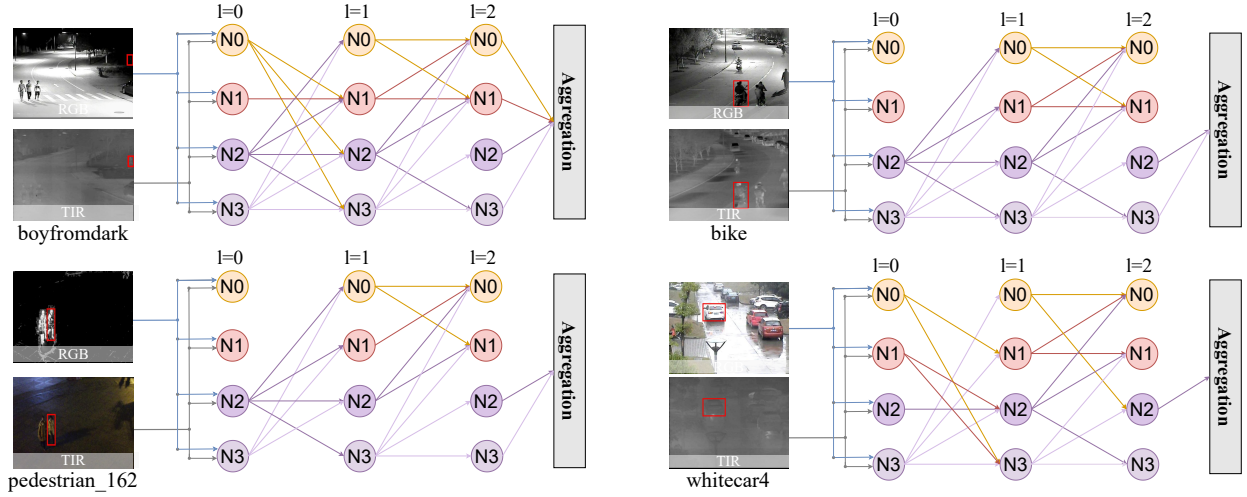 l=0 l=1 l=2
N0 N0 N0
N1 N1 N1
N2 N2 N2
N3 N3 N3
RGB
TIR
boyfromdark
Aggregation
l=0 l=1 l=2
N0 N0 N0
N1 N1 N1
N2 N2 N2
N3 N3 N3
RGB
TIR
bike
Aggregation
l=0 l=1 l=2
N0 N0 N0
N1 N1 N1
N2 N2 N2
N3 N3 N3
RGB
TIR
pedestrian_162
Aggregation
l=0 l=1 l=2
N0 N0 N0
N1 N1 N1
N2 N2 N2
N3 N3 N3
TIR
whitecar4
Aggregation